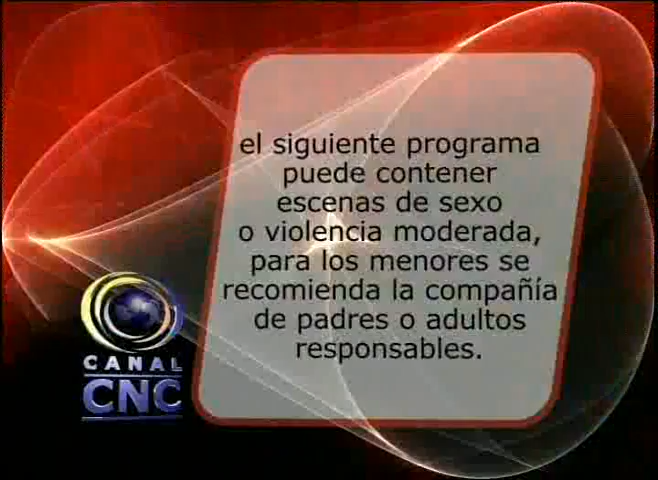 el siguiente programa
puede contener
escenas de sexo
o violencia moderada,
para los menores se
recomienda la compañía
de padres o adultos
responsables.
CANAL
CNC